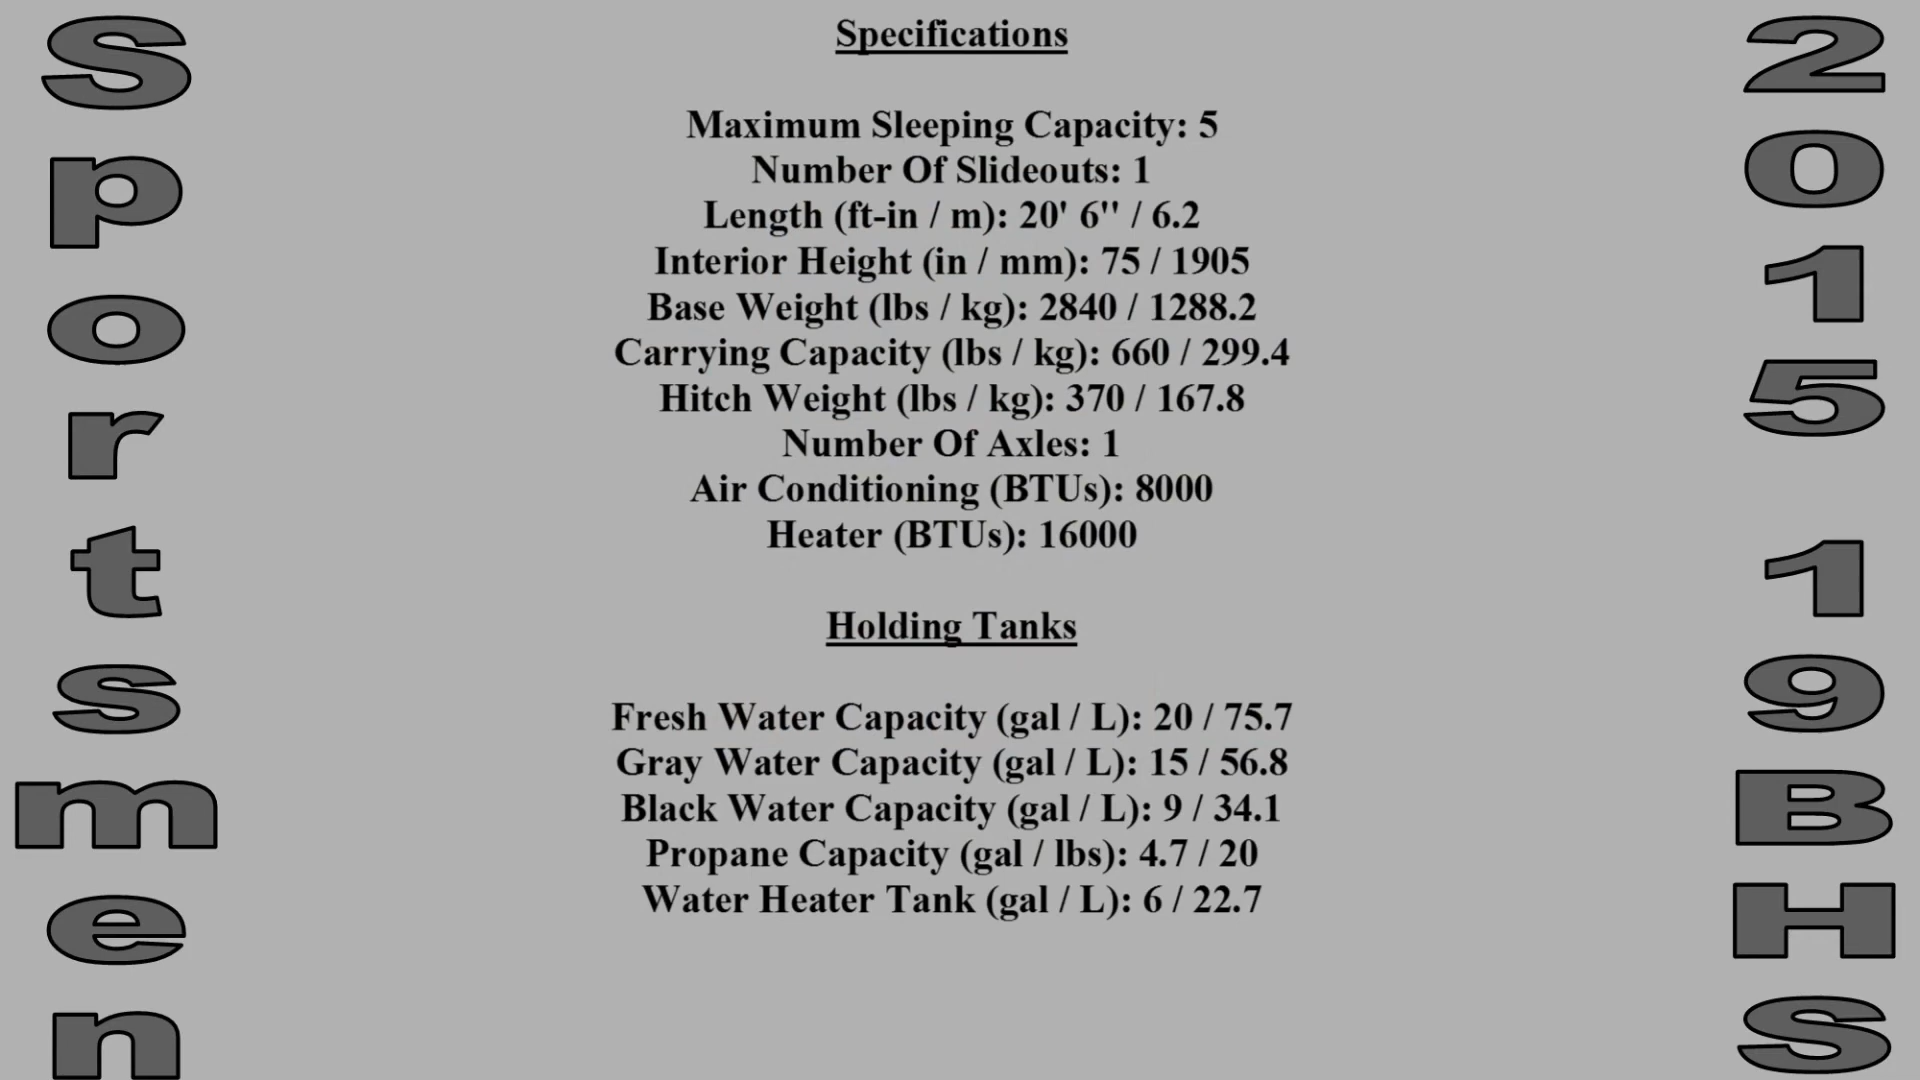 Sportsmen
Specifications
Maximum Sleeping Capacity: 5
Number Of Slideouts: 1
Length (ft-in / m): 20' 6'' / 6.2
Interior Height (in / mm): 75 / 1905
Base Weight (lbs / kg): 2840 / 1288.2
Carrying Capacity (lbs / kg): 660 / 299.4
Hitch Weight (lbs / kg): 370 / 167.8
Number Of Axles: 1
Air Conditioning (BTUs): 8000
Heater (BTUs): 16000
Holding Tanks
Fresh Water Capacity (gal / L): 20 / 75.7
Gray Water Capacity (gal / L): 15 / 56.8
Black Water Capacity (gal / L): 9 / 34.1
Propane Capacity (gal / lbs): 4.7 / 20
Water Heater Tank (gal / L): 6 / 22.7
2015 19BHS